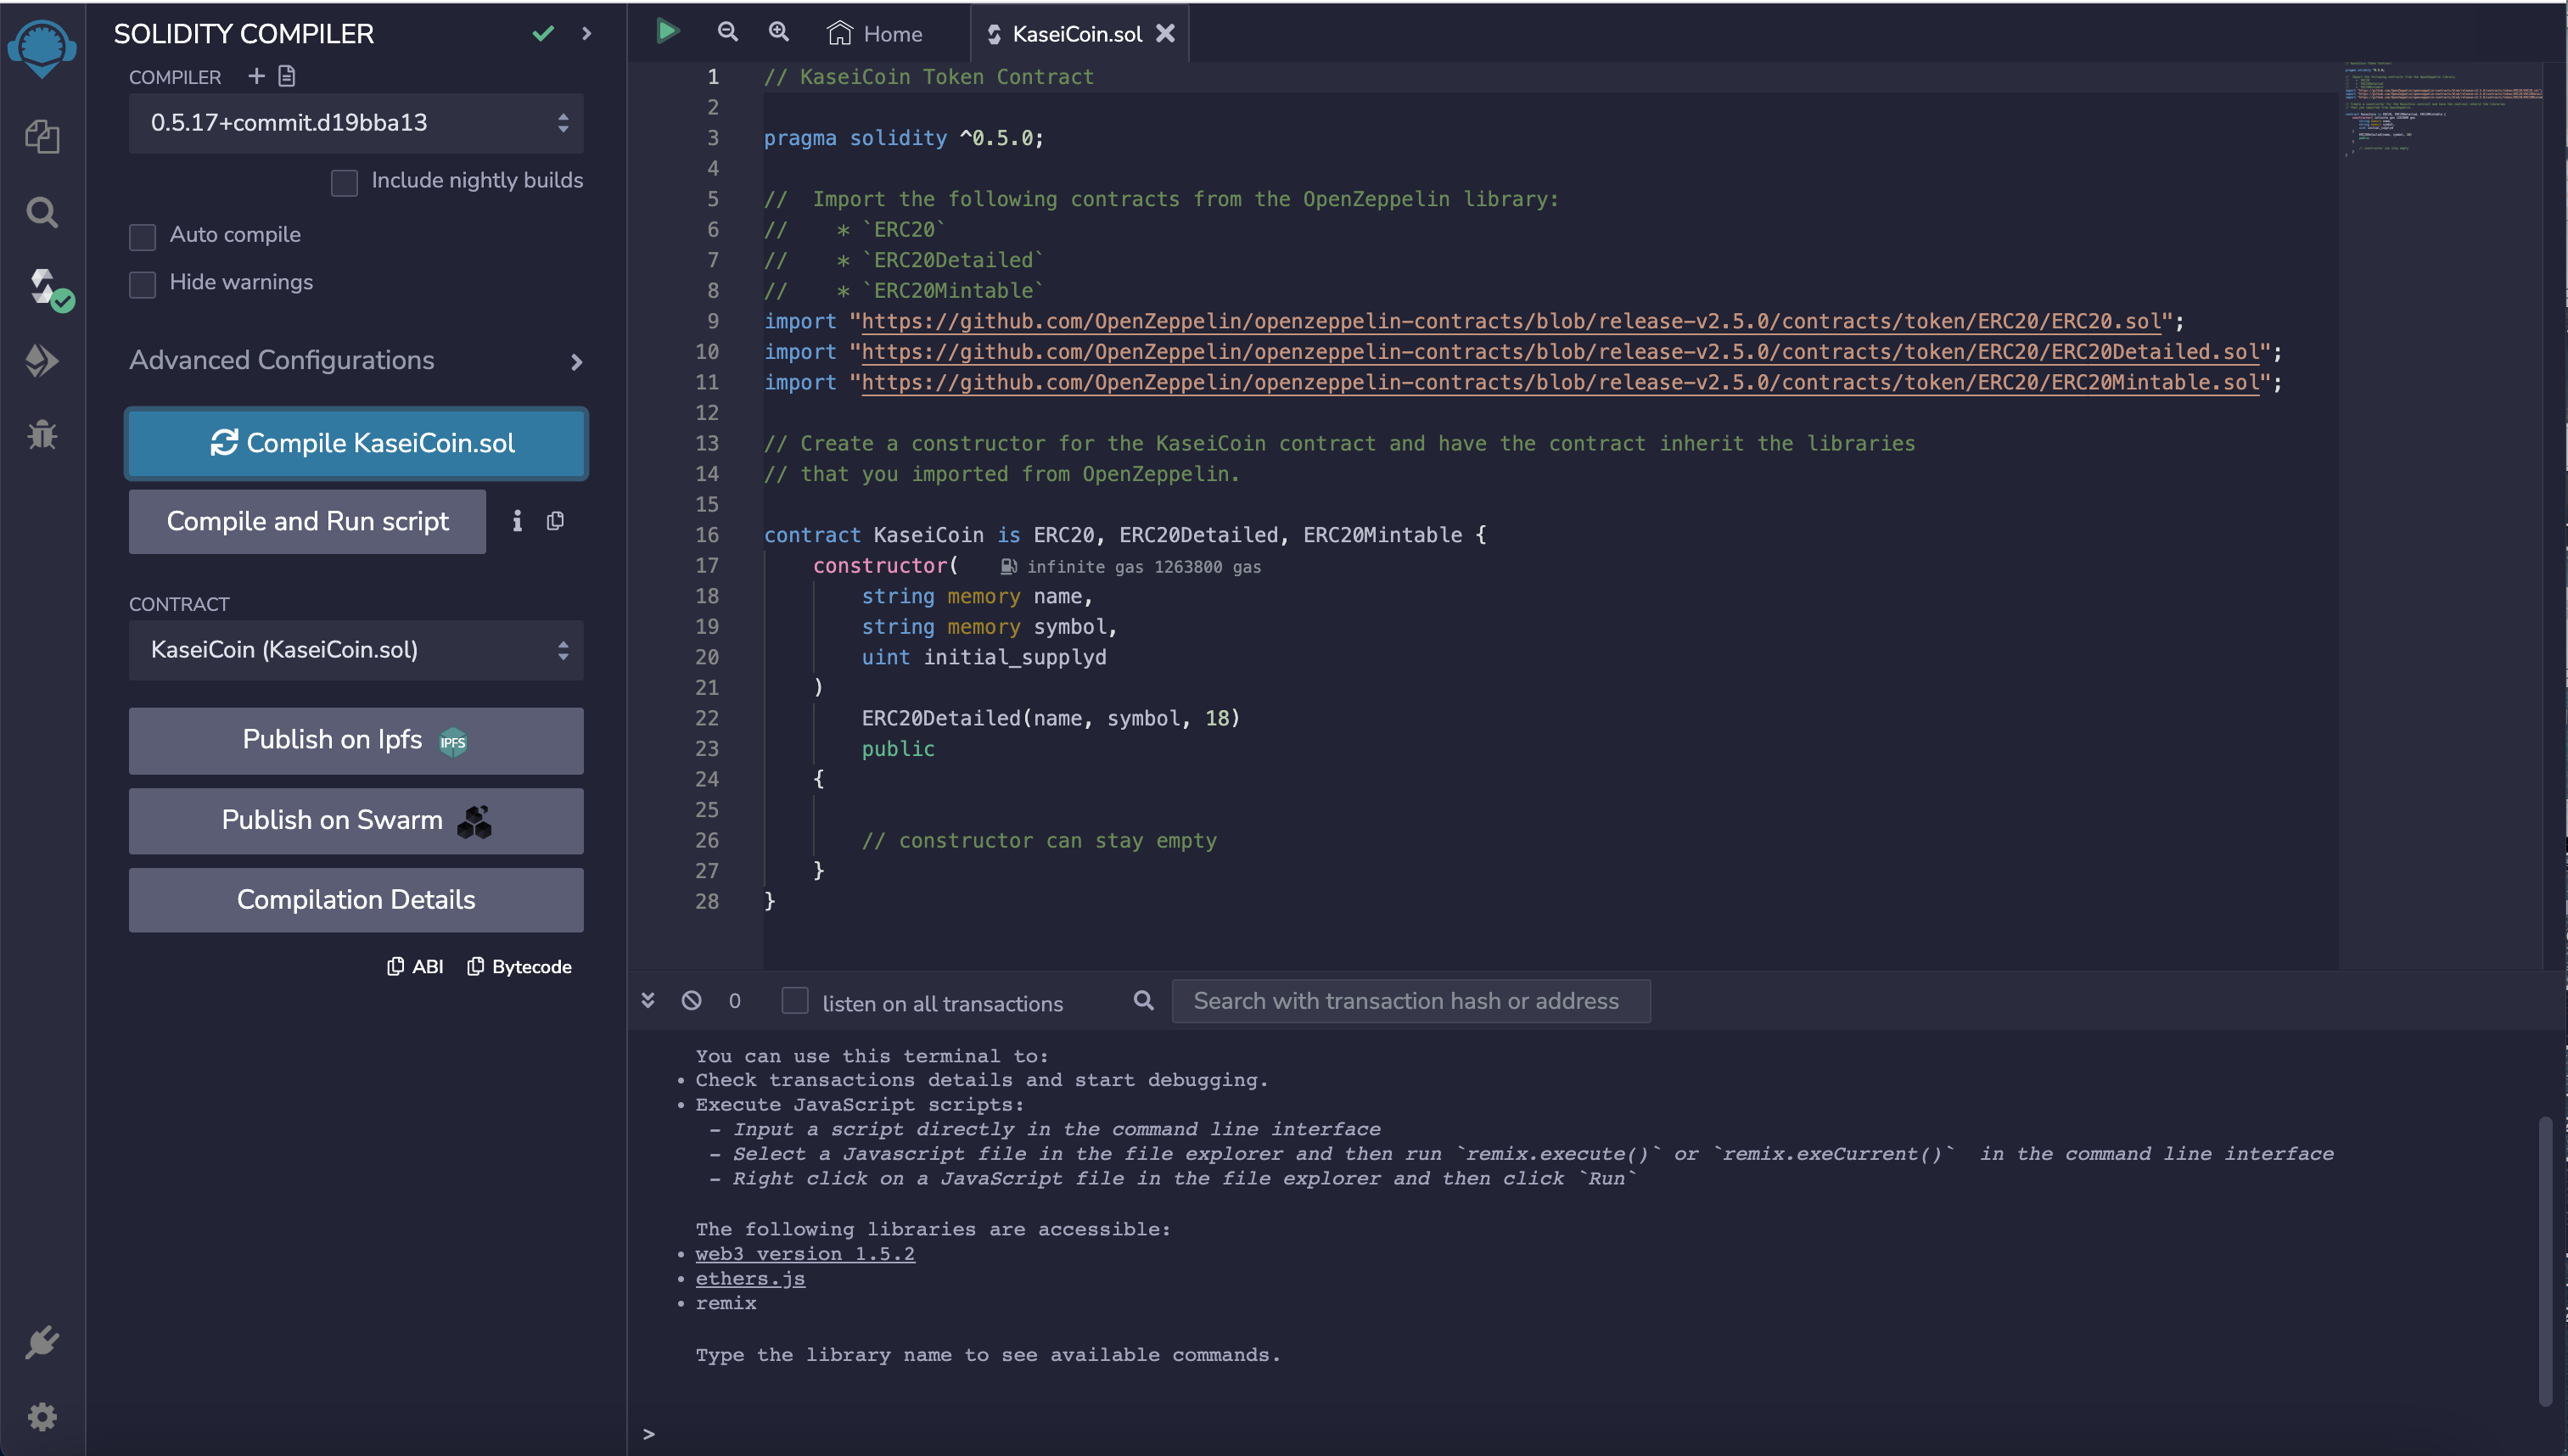 SOLIDITY COMPILER
COMPILER
0.5.17+commit.d19bba13
Include nightly builds
Auto compile
Hide warnings
Advanced Configurations
Compile KaseiCoin.sol
Compile and Run script
CONTRACT
KaseiCoin (KaseiCoin.sol)
Publish on Ipfs IPFS
Publish on Swarm
Compilation Details
ABI Bytecode
Home KaseiCoin.sol
1 // KaseiCoin Token Contract
2
3 pragma solidity ^0.5.0;
4
5 //  Import the following contracts from the OpenZeppelin library:
6 //    * `ERC20`
7 //    * `ERC20Detailed`
8 //    * `ERC20Mintable`
9 import "https://github.com/OpenZeppelin/openzeppelin-contracts/blob/release-v2.5.0/contracts/token/ERC20/ERC20.sol";
10 import "https://github.com/OpenZeppelin/openzeppelin-contracts/blob/release-v2.5.0/contracts/token/ERC20/ERC20Detailed.sol";
11 import "https://github.com/OpenZeppelin/openzeppelin-contracts/blob/release-v2.5.0/contracts/token/ERC20/ERC20Mintable.sol";
12
13 // Create a constructor for the KaseiCoin contract and have the contract inherit the libraries
14 // that you imported from OpenZeppelin.
15
16 contract KaseiCoin is ERC20, ERC20Detailed, ERC20Mintable {
17     constructor( infinite gas 1263800 gas
18         string memory name,
19         string memory symbol,
20         uint initial_supplyd
21     )
22         ERC20Detailed(name, symbol, 18)
23         public
24     {
25
26         // constructor can stay empty
27     }
28 }
0 listen on all transactions Search with transaction hash or address
You can use this terminal to:
• Check transactions details and start debugging.
• Execute JavaScript scripts:
– Input a script directly in the command line interface
– Select a Javascript file in the file explorer and then run `remix.execute()` or `remix.exeCurrent()`  in the command line interface
– Right click on a JavaScript file in the file explorer and then click `Run`
The following libraries are accessible:
• web3 version 1.5.2
• ethers.js
• remix
Type the library name to see available commands.
>